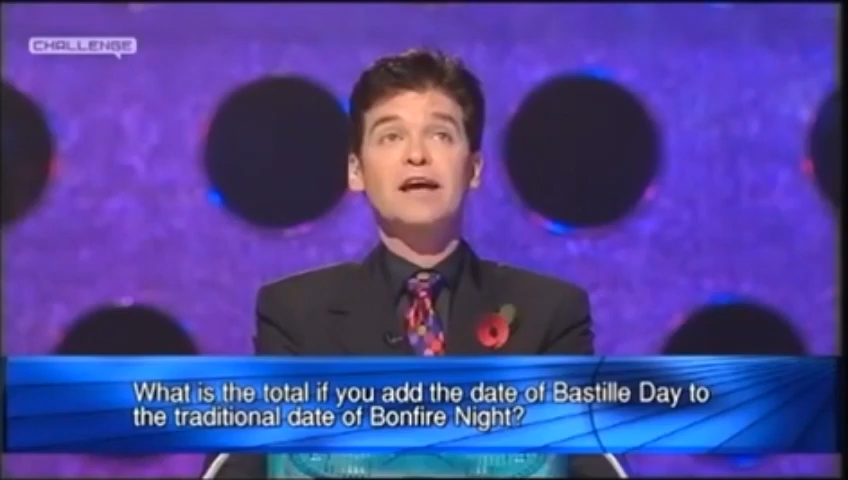 CHALLENGE
What is the total if you add the date of Bastille Day to
the traditional date of Bonfire Night?